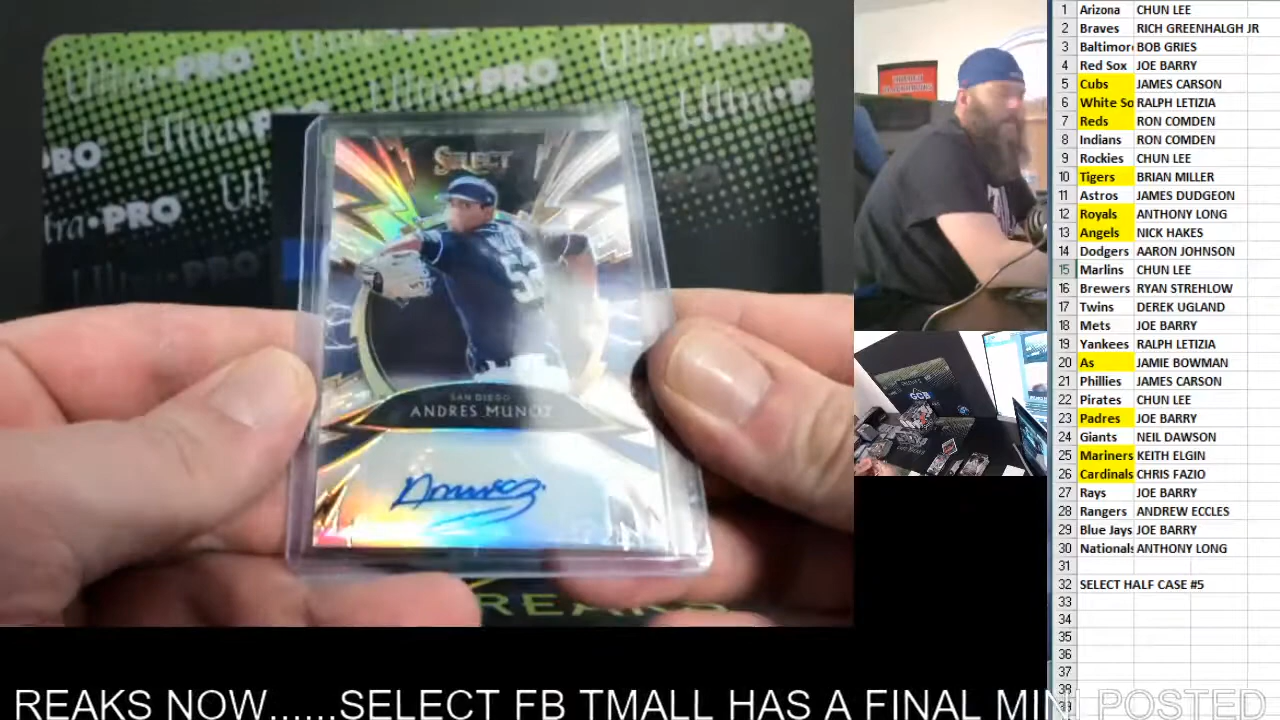 Ultra•PRO
SELECT
SAN DIEGO
ANDRES MUNOZ
1 Arizona CHUN LEE
2 Braves RICH GREENHALGH JR
3 Baltimor BOB GRIES
4 Red Sox JOE BARRY
5 Cubs JAMES CARSON
6 White So RALPH LETIZIA
7 Reds RON COMDEN
8 Indians RON COMDEN
9 Rockies CHUN LEE
10 Tigers BRIAN MILLER
11 Astros JAMES DUDGEON
12 Royals ANTHONY LONG
13 Angels NICK HAKES
14 Dodgers AARON JOHNSON
15 Marlins CHUN LEE
16 Brewers RYAN STREHLOW
17 Twins DEREK UGLAND
18 Mets JOE BARRY
19 Yankees RALPH LETIZIA
20 As JAMIE BOWMAN
21 Phillies JAMES CARSON
22 Pirates CHUN LEE
23 Padres JOE BARRY
24 Giants NEIL DAWSON
25 Mariners KEITH ELGIN
26 Cardinals CHRIS FAZIO
27 Rays JOE BARRY
28 Rangers ANDREW ECCLES
29 Blue Jays JOE BARRY
30 Nationals ANTHONY LONG
31
32 SELECT HALF CASE #5
33
34
35
36
37
38
39
REAKS NOW......SELECT FB TMALL HAS A FINAL MINI POSTED